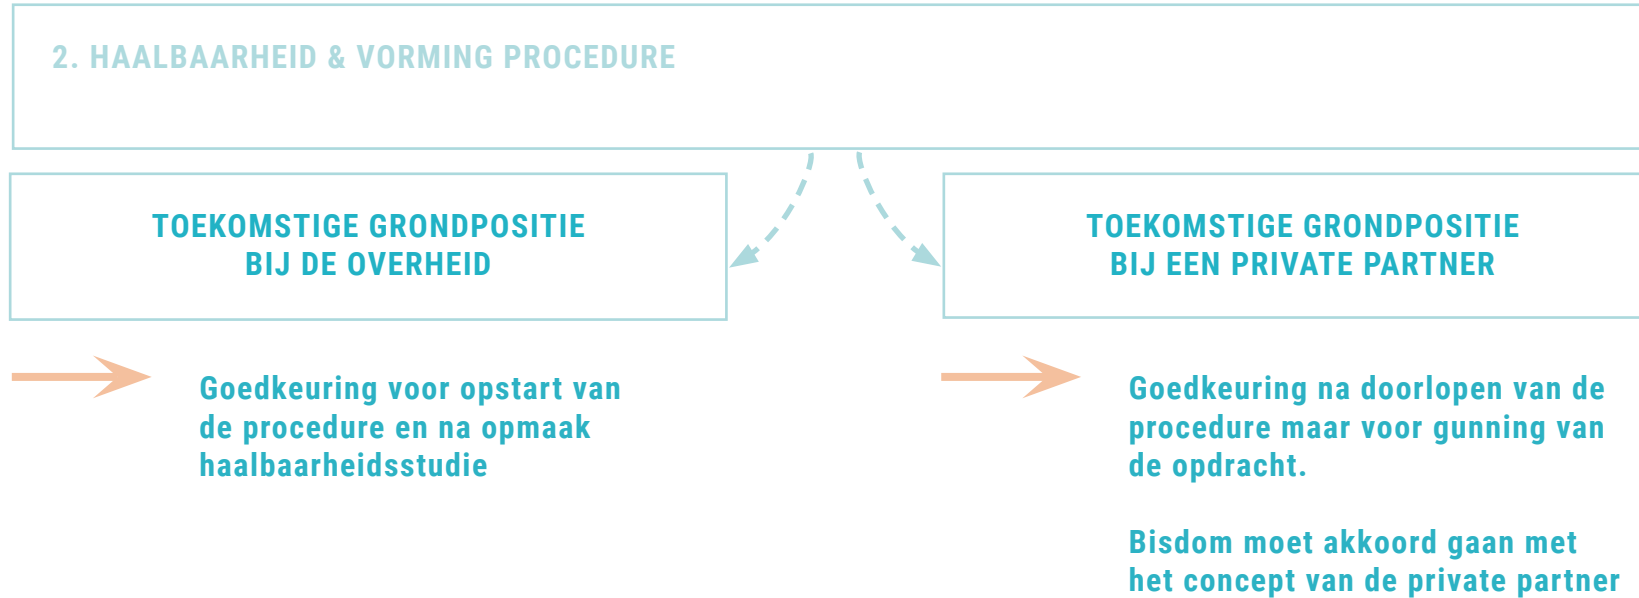 2. HAALBAARHEID & VORMING PROCEDURE
TOEKOMSTIGE GRONDPOSITIE
BIJ DE OVERHEID
Goedkeuring voor opstart van
de procedure en na opmaak
haalbaarheidsstudie
TOEKOMSTIGE GRONDPOSITIE
BIJ EEN PRIVATE PARTNER
Goedkeuring na doorlopen van de
procedure maar voor gunning van
de opdracht.
Bisdom moet akkoord gaan met
het concept van de private partner